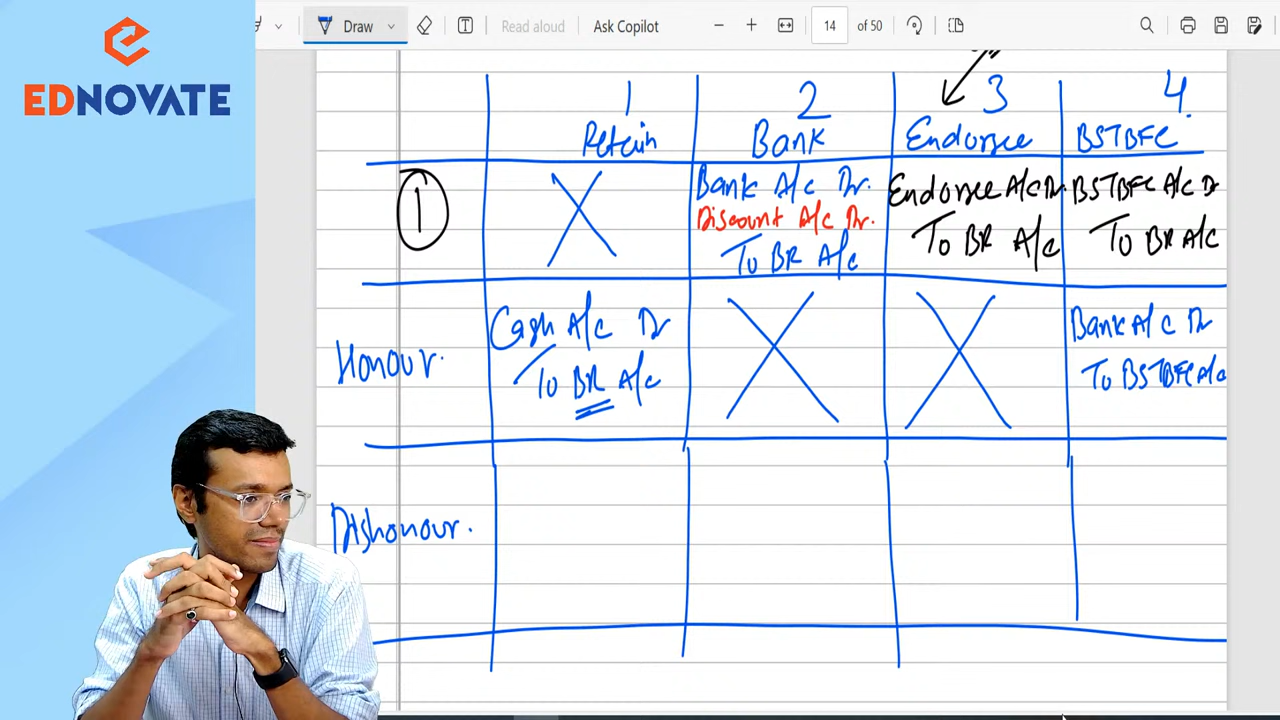 EDNOVATE
Draw
Read aloud
Ask Copilot
14
of 50
1
2
3
4
Retain
Bank
Endorsee
BSTBFC
1
Bank A/c Dr.
Discount A/c Dr.
To BR A/c
Endorsee A/c Dr.
To BR A/c
BSTBFC A/c Dr
To BR A/c
Honour.
Cash A/c Dr
To BR A/c
Bank A/c Dr
To BSTBFC A/c
Dishonour.